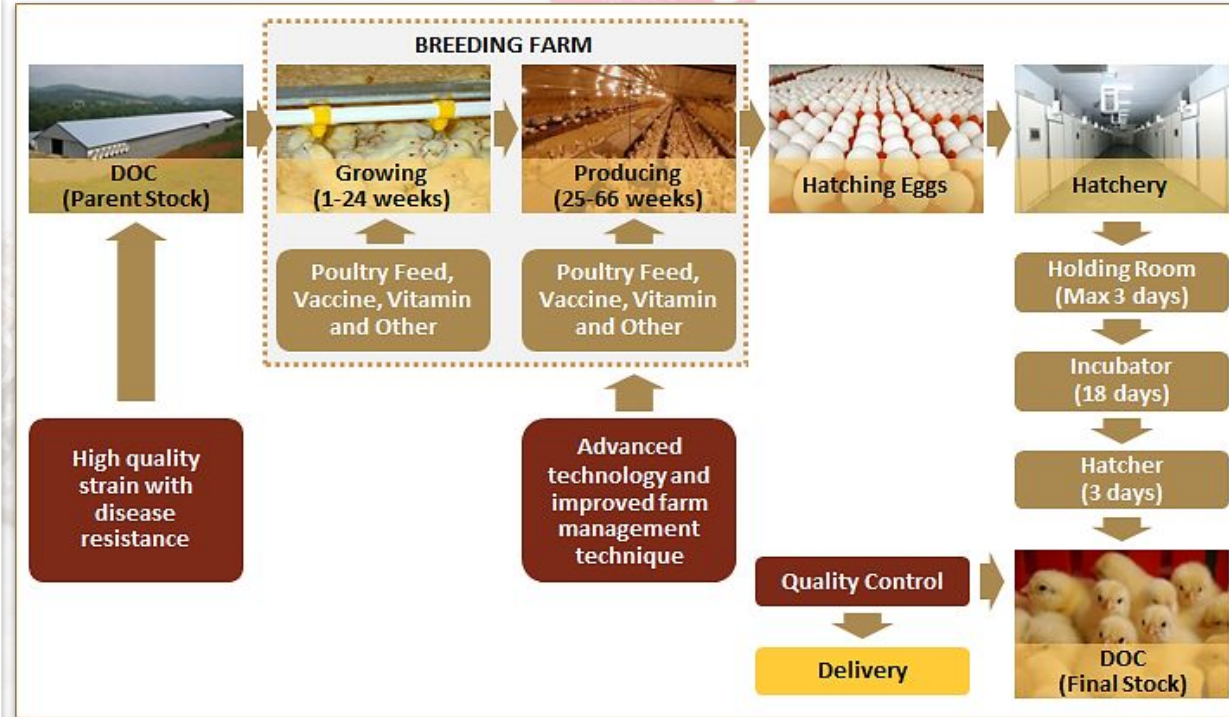 BREEDING FARM
DOC
(Parent Stock)
Growing
(1-24 weeks)
Producing
(25-66 weeks)
Hatching Eggs
Hatchery
Poultry Feed,
Vaccine, Vitamin
and Other
Poultry Feed,
Vaccine, Vitamin
and Other
Holding Room
(Max 3 days)
Incubator
(18 days)
Hatcher
(3 days)
High quality
strain with
disease
resistance
Advanced
technology and
improved farm
management
technique
Quality Control
Delivery
DOC
(Final Stock)